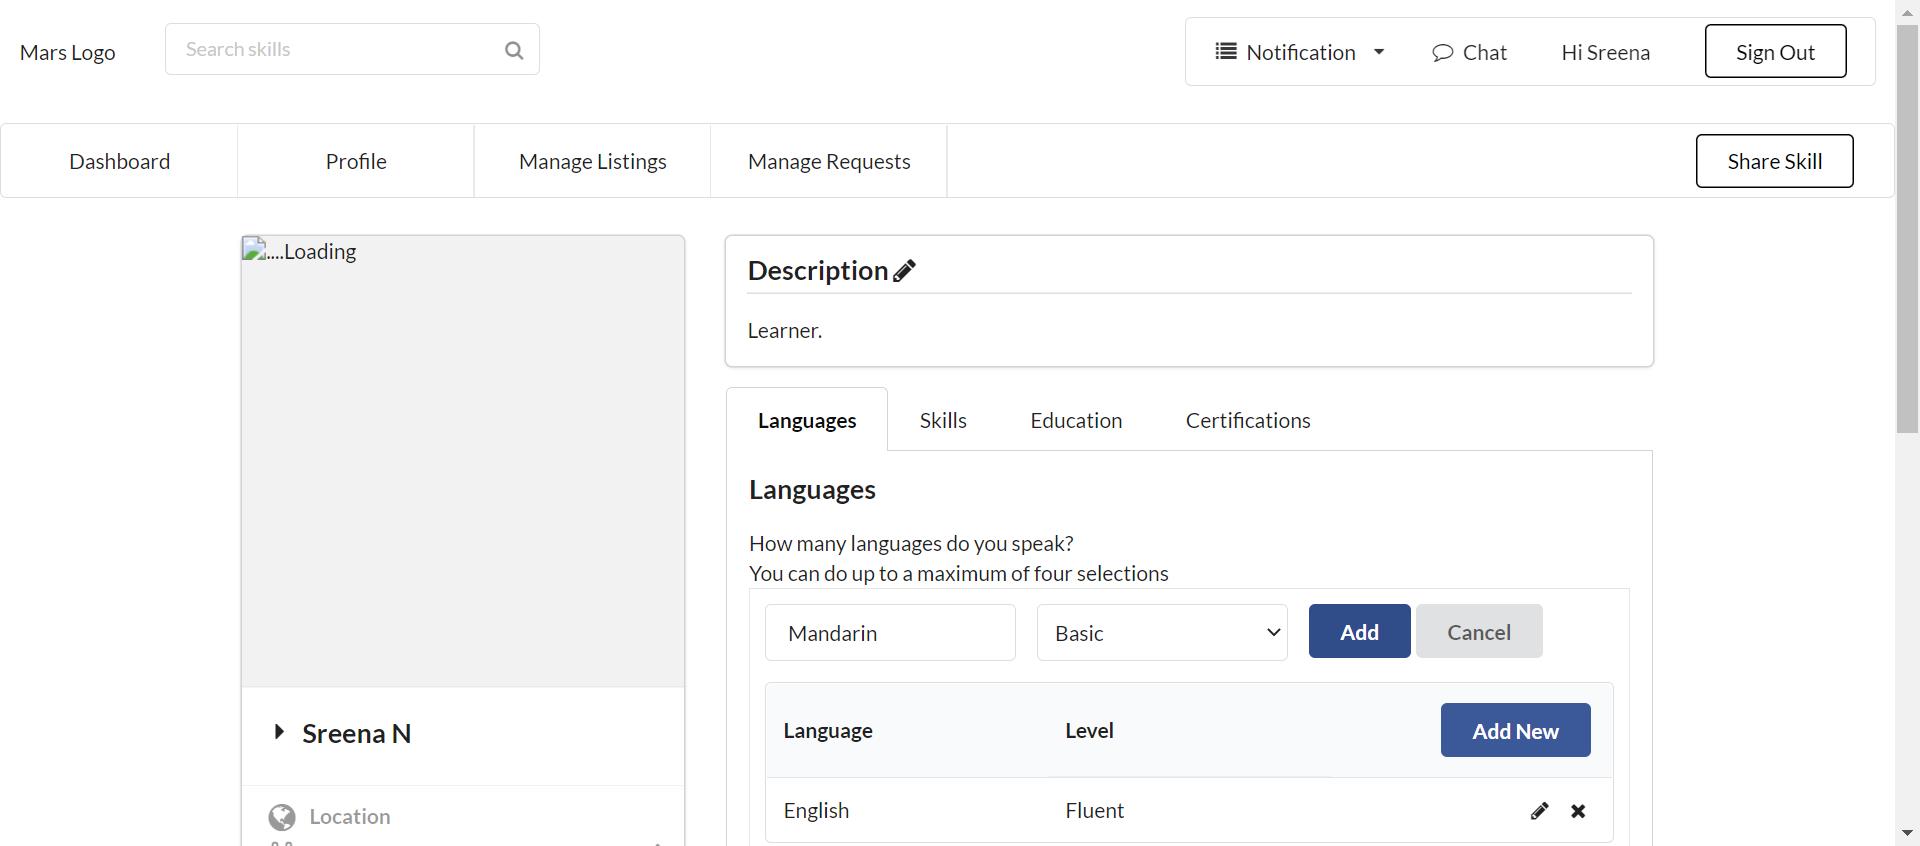 Mars Logo
Search skills
Notification
Chat
Hi Sreena
Sign Out
Dashboard
Profile
Manage Listings
Manage Requests
Share Skill
....Loading
Description
Learner.
Languages
Skills
Education
Certifications
Languages
How many languages do you speak?
You can do up to a maximum of four selections
Mandarin
Basic
Add
Cancel
Language
Level
Add New
English
Fluent
Sreena N
Location